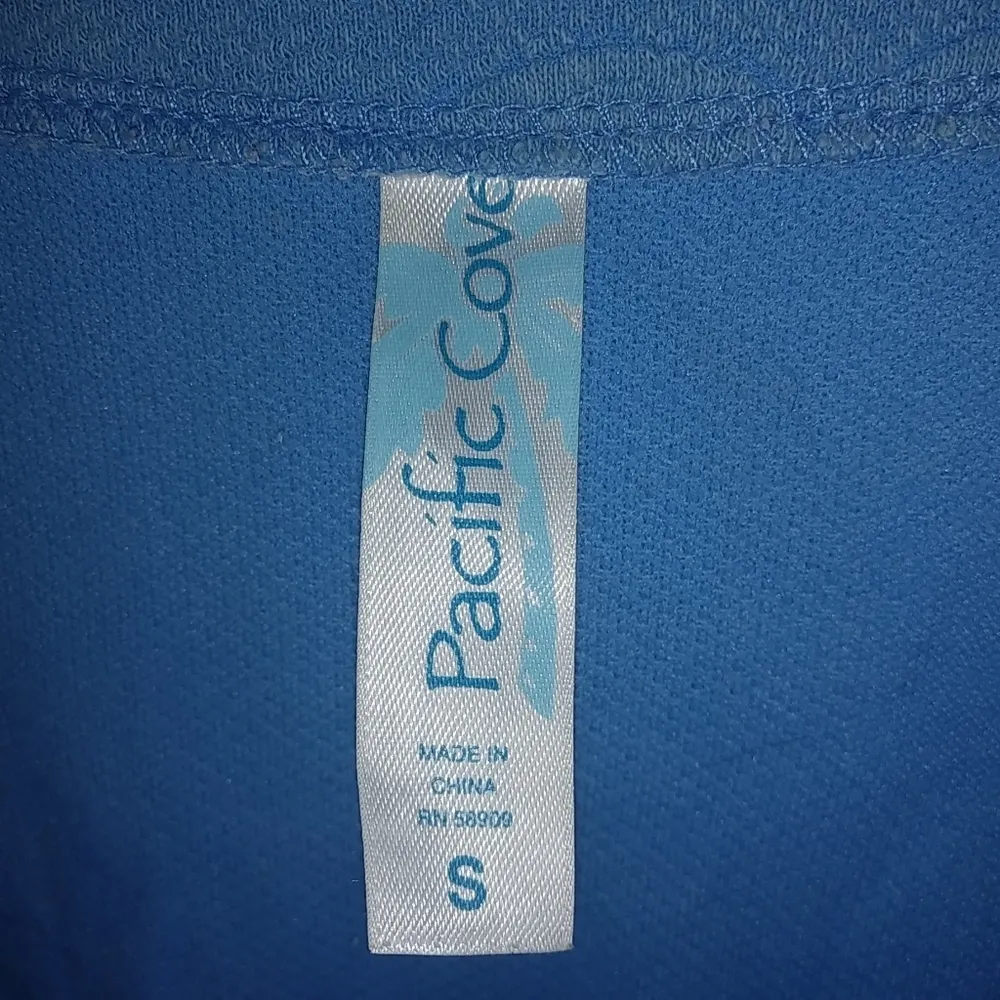 Pacific Cove
MADE IN
CHINA
RN 58909
S